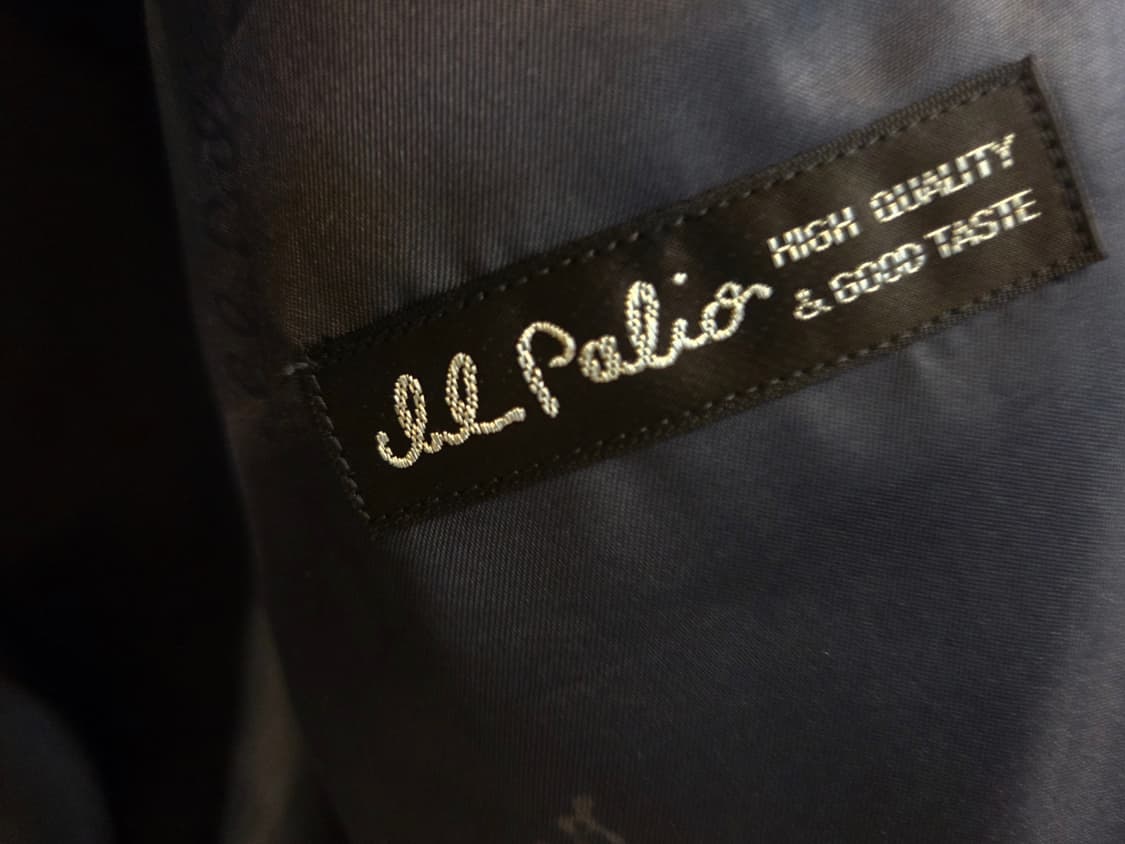 Il Palio
HIGH QUALITY
& GOOD TASTE